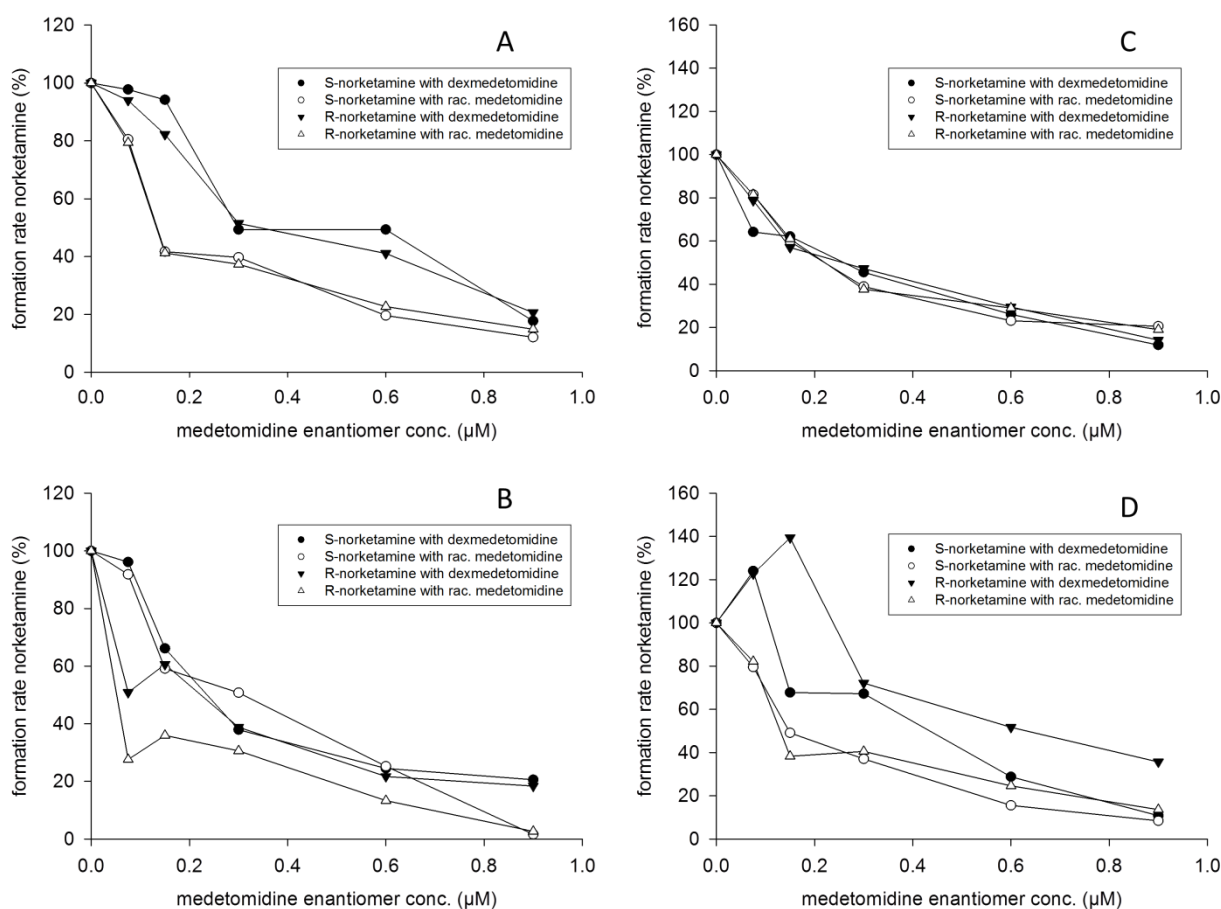 A
120
100
80
60
40
20
0
formation rate norketamine (%)
S-norketamine with dexmedetomidine
S-norketamine with rac. medetomidine
R-norketamine with dexmedetomidine
R-norketamine with rac. medetomidine
0.0 0.2 0.4 0.6 0.8 1.0
medetomidine enantiomer conc. (µM)
C
160
140
120
100
80
60
40
20
0
formation rate norketamine (%)
S-norketamine with dexmedetomidine
S-norketamine with rac. medetomidine
R-norketamine with dexmedetomidine
R-norketamine with rac. medetomidine
0.0 0.2 0.4 0.6 0.8 1.0
medetomidine enantiomer conc. (µM)
B
120
100
80
60
40
20
0
formation rate norketamine (%)
S-norketamine with dexmedetomidine
S-norketamine with rac. medetomidine
R-norketamine with dexmedetomidine
R-norketamine with rac. medetomidine
0.0 0.2 0.4 0.6 0.8 1.0
medetomidine enantiomer conc. (µM)
D
160
140
120
100
80
60
40
20
0
formation rate norketamine (%)
S-norketamine with dexmedetomidine
S-norketamine with rac. medetomidine
R-norketamine with dexmedetomidine
R-norketamine with rac. medetomidine
0.0 0.2 0.4 0.6 0.8 1.0
medetomidine enantiomer conc. (µM)